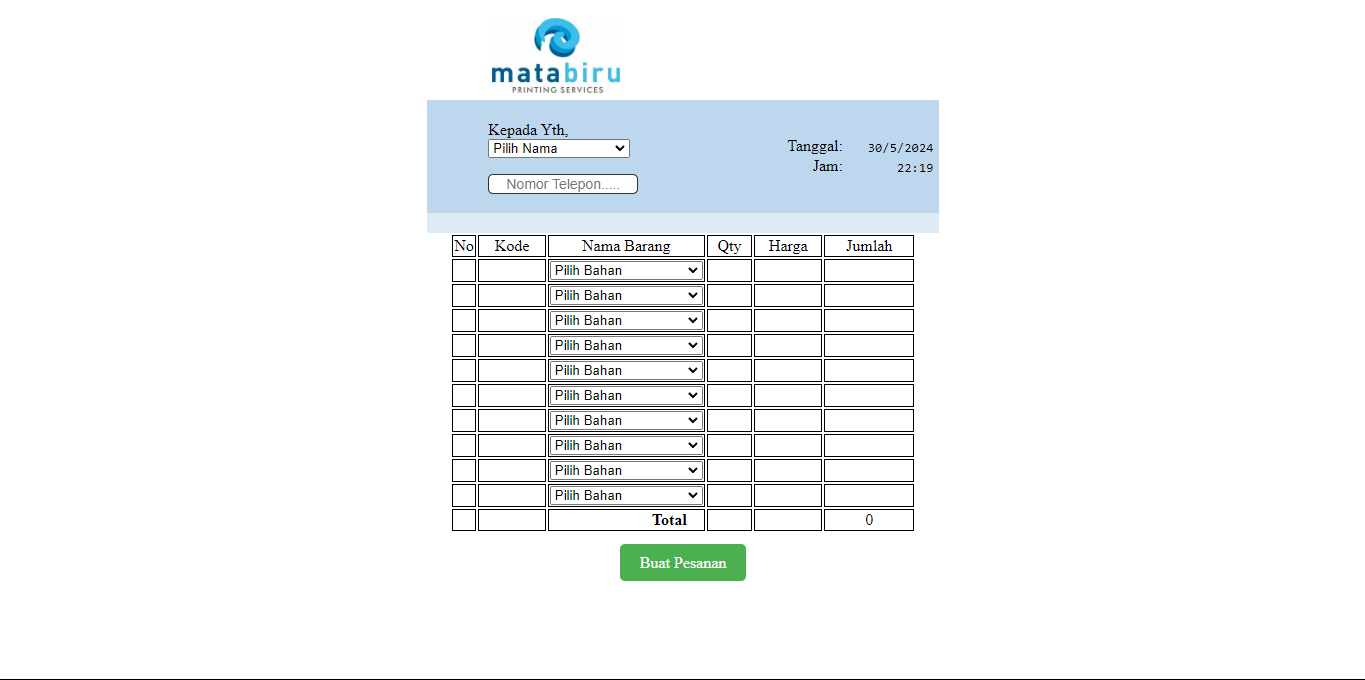 matabiru
PRINTING SERVICES
Kepada Yth,
Pilih Nama
Tanggal: 30/5/2024
Jam: 22:19
Nomor Telepon.....
No Kode Nama Barang Qty Harga Jumlah
Pilih Bahan
Pilih Bahan
Pilih Bahan
Pilih Bahan
Pilih Bahan
Pilih Bahan
Pilih Bahan
Pilih Bahan
Pilih Bahan
Pilih Bahan
Total 0
Buat Pesanan